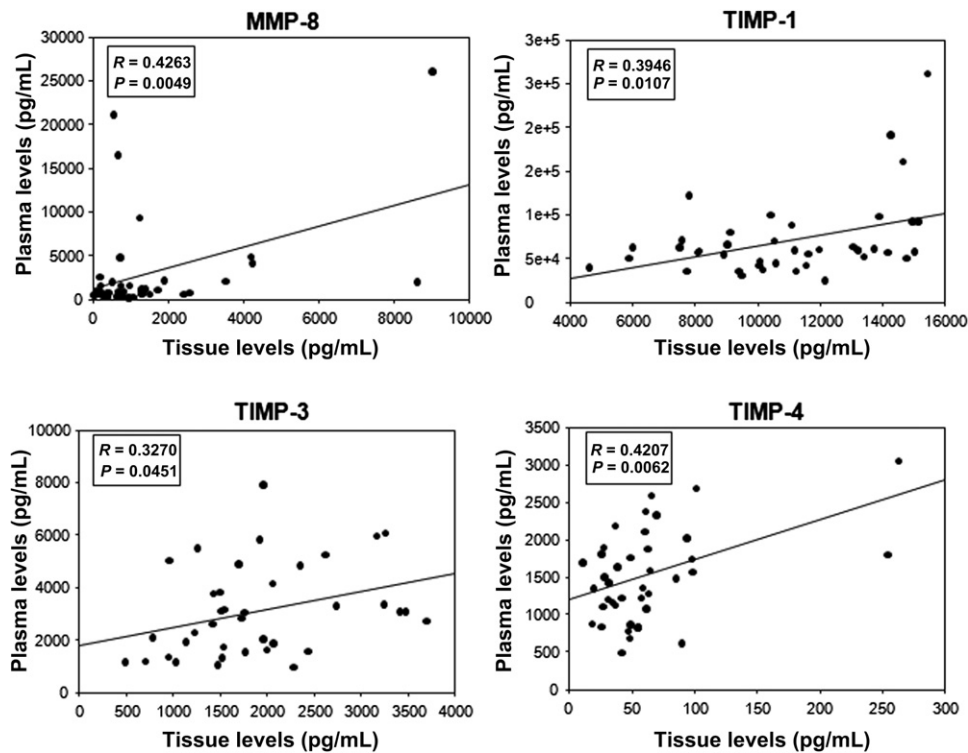 MMP-8
R = 0.4263
P = 0.0049
30000
25000
20000
15000
10000
5000
0
Plasma levels (pg/mL)
0 2000 4000 6000 8000 10000
Tissue levels (pg/mL)
TIMP-1
R = 0.3946
P = 0.0107
3e+5
3e+5
2e+5
2e+5
1e+5
5e+4
0
Plasma levels (pg/mL)
4000 6000 8000 10000 12000 14000 16000
Tissue levels (pg/mL)
TIMP-3
R = 0.3270
P = 0.0451
10000
8000
6000
4000
2000
0
Plasma levels (pg/mL)
0 500 1000 1500 2000 2500 3000 3500 4000
Tissue levels (pg/mL)
TIMP-4
R = 0.4207
P = 0.0062
3500
3000
2500
2000
1500
1000
500
0
Plasma levels (pg/mL)
0 50 100 150 200 250 300
Tissue levels (pg/mL)